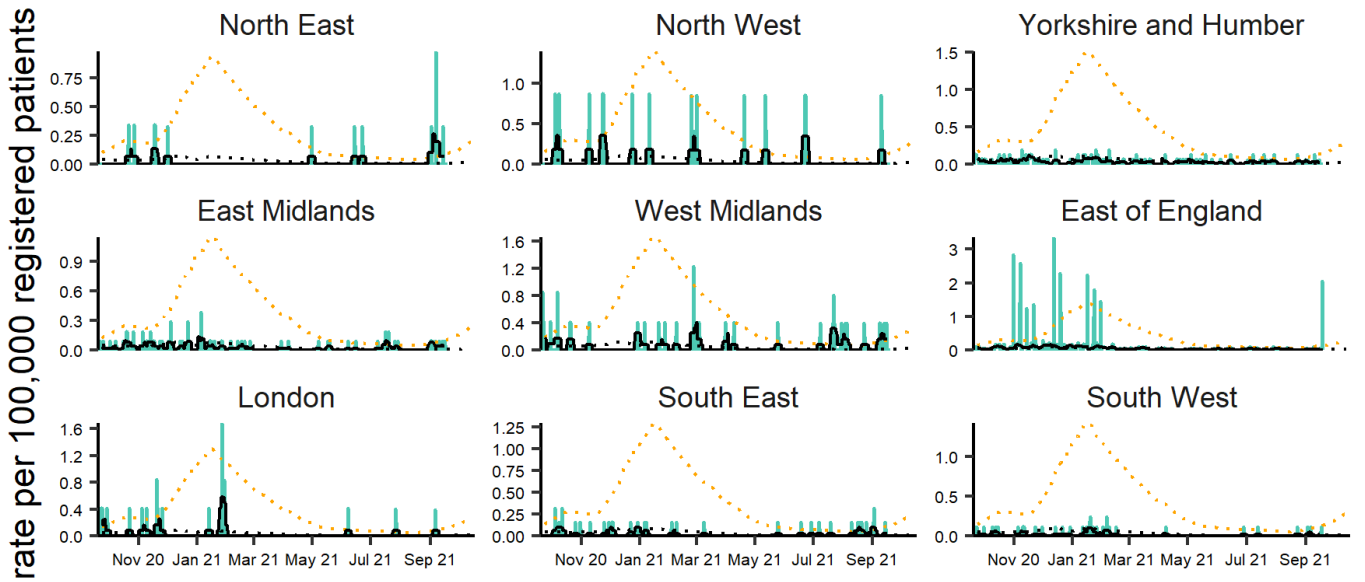 rate per 100,000 registered patients
North East
0.75
0.50
0.25
0.00
North West
1.0
0.5
0.0
Yorkshire and Humber
1.5
1.0
0.5
0.0
East Midlands
0.9
0.6
0.3
0.0
West Midlands
1.6
1.2
0.8
0.4
0.0
East of England
3
2
1
0
London
1.6
1.2
0.8
0.4
0.0
Nov 20 Jan 21 Mar 21 May 21 Jul 21 Sep 21
South East
1.25
1.00
0.75
0.50
0.25
0.00
Nov 20 Jan 21 Mar 21 May 21 Jul 21 Sep 21
South West
1.0
0.5
0.0
Nov 20 Jan 21 Mar 21 May 21 Jul 21 Sep 21